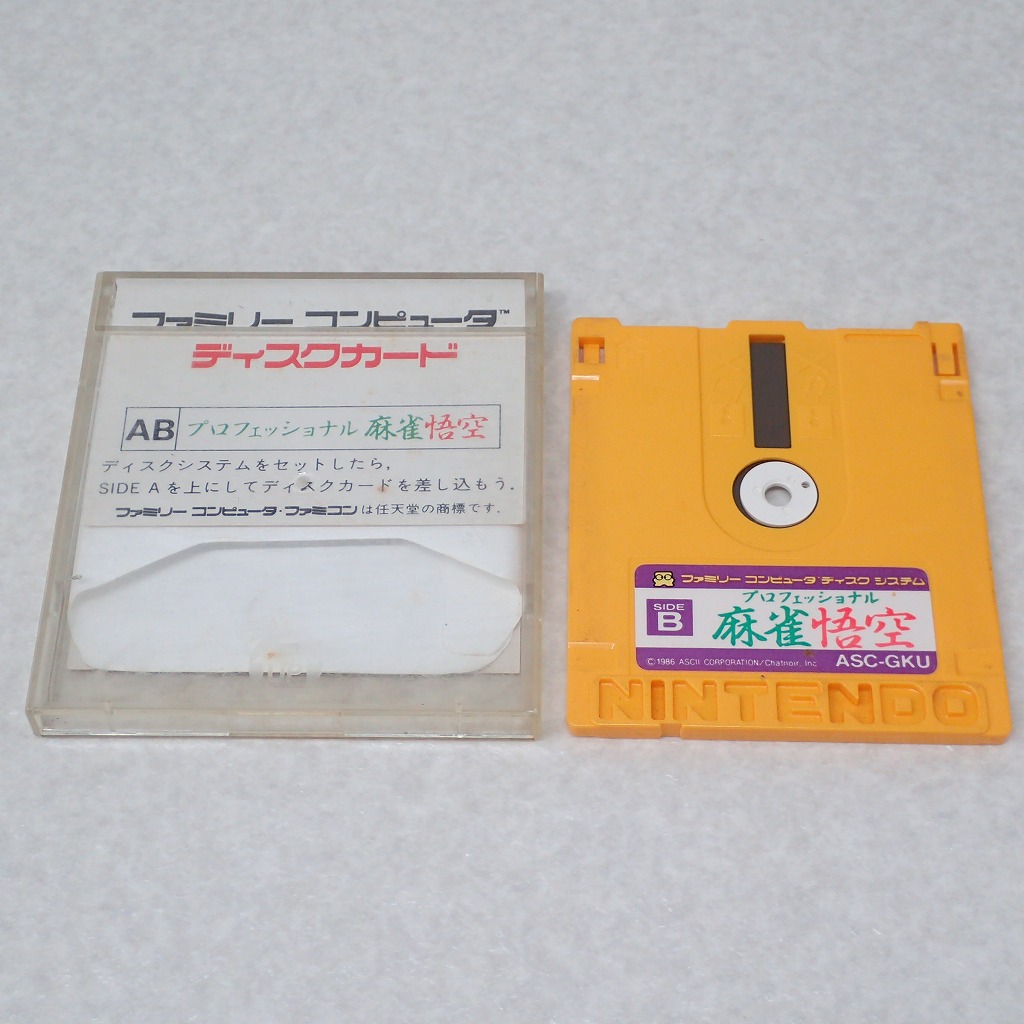 ファミリー コンピュータ™
ディスクカード
AB プロフェッショナル 麻雀悟空
ディスクシステムをセットしたら,
SIDE Aを上にしてディスクカードを差し込もう.
ファミリー コンピュータ・ファミコンは任天堂の商標です.
ファミリー コンピュータ ディスク システム
プロフェッショナル
SIDE
B
麻雀悟空
©1986 ASCII CORPORATION/Chatnoir, Inc
ASC-GKU
NINTENDO